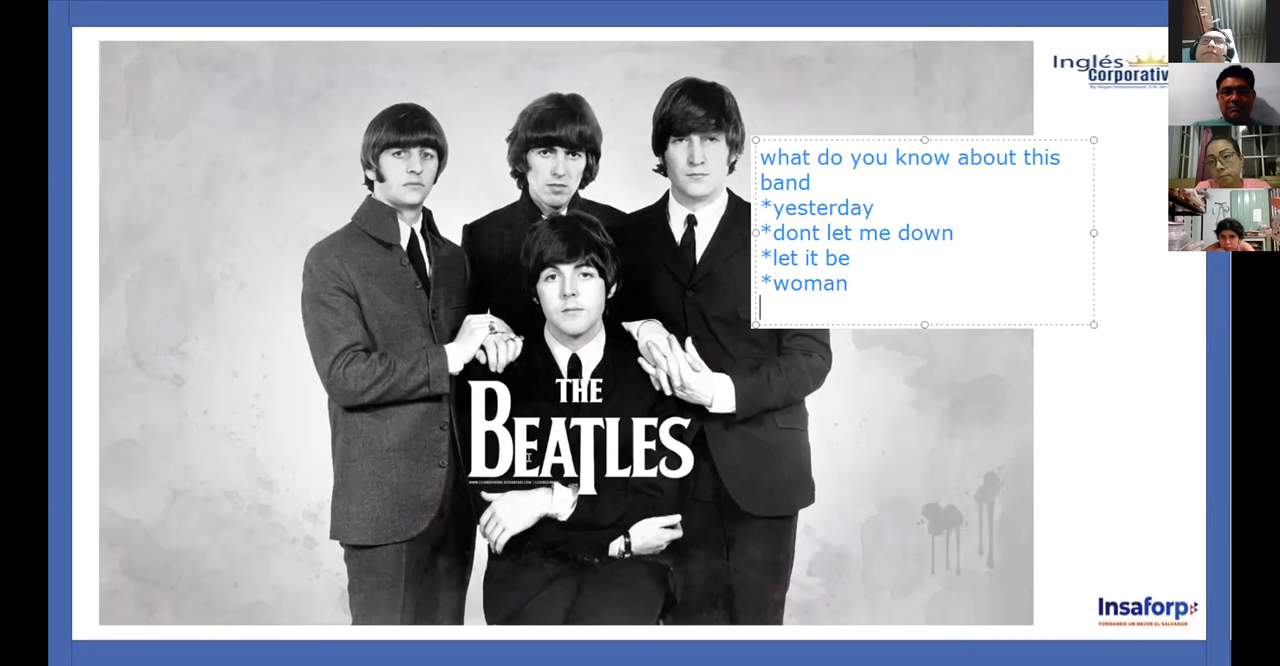 Inglés
Corporativ
what do you know about this
band
*yesterday
*dont let me down
*let it be
*woman
THE
BEATLES
Insaforp
FORMANDO UN MEJOR EL SALVADOR